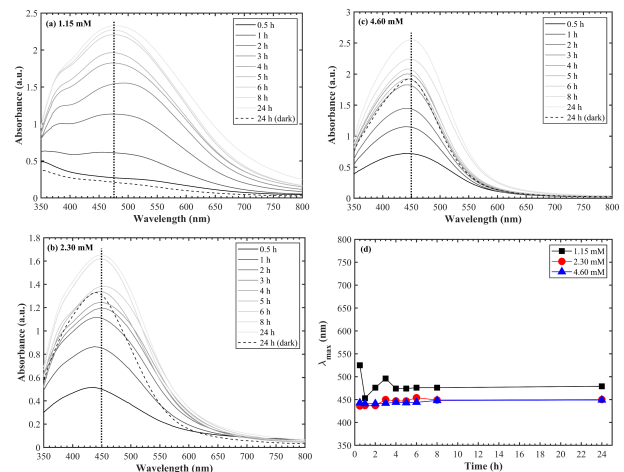 (a) 1.15 mM
2.5
2
1.5
1
0.5
0
Absorbance (a.u.)
350 400 450 500 550 600 650 700 750 800
Wavelength (nm)
0.5 h
1 h
2 h
3 h
4 h
5 h
6 h
8 h
24 h
24 h (dark)
(c) 4.60 mM
3
2.5
2
1.5
1
0.5
0
Absorbance (a.u.)
350 400 450 500 550 600 650 700 750 800
Wavelength (nm)
0.5 h
1 h
2 h
3 h
4 h
5 h
6 h
8 h
24 h
24 h (dark)
(b) 2.30 mM
1.8
1.6
1.4
1.2
1
0.8
0.6
0.4
0.2
0
Absorbance (a.u.)
350 400 450 500 550 600 650 700 750 800
Wavelength (nm)
0.5 h
1 h
2 h
3 h
4 h
5 h
6 h
8 h
24 h
24 h (dark)
(d)
800
750
700
650
600
550
500
450
400
350
λmax (nm)
0 2 4 6 8 10 12 14 16 18 20 22 24
Time (h)
1.15 mM
2.30 mM
4.60 mM